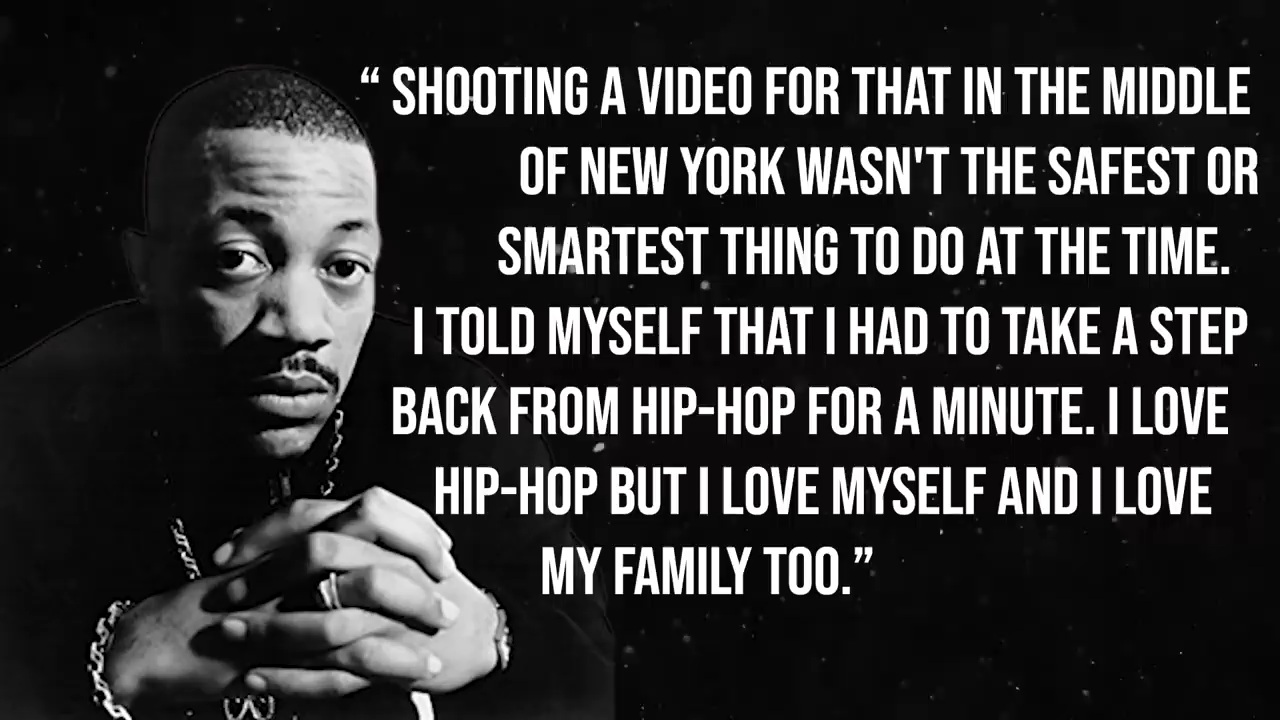 “ SHOOTING A VIDEO FOR THAT IN THE MIDDLE
OF NEW YORK WASN'T THE SAFEST OR
SMARTEST THING TO DO AT THE TIME.
I TOLD MYSELF THAT I HAD TO TAKE A STEP
BACK FROM HIP-HOP FOR A MINUTE. I LOVE
HIP-HOP BUT I LOVE MYSELF AND I LOVE
MY FAMILY TOO.”